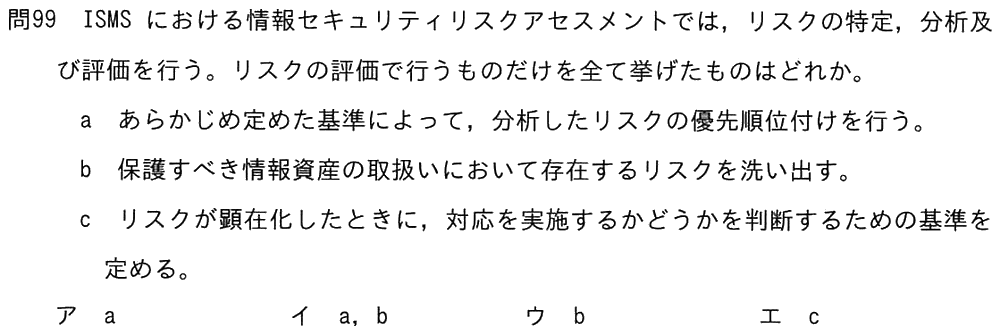 問99 ISMS における情報セキュリティリスクアセスメントでは，リスクの特定，分析及
び評価を行う。リスクの評価で行うものだけを全て挙げたものはどれか。
a あらかじめ定めた基準によって，分析したリスクの優先順位付けを行う。
b 保護すべき情報資産の取扱いにおいて存在するリスクを洗い出す。
c リスクが顕在化したときに，対応を実施するかどうかを判断するための基準を
定める。
ア a イ a，b ウ b エ c